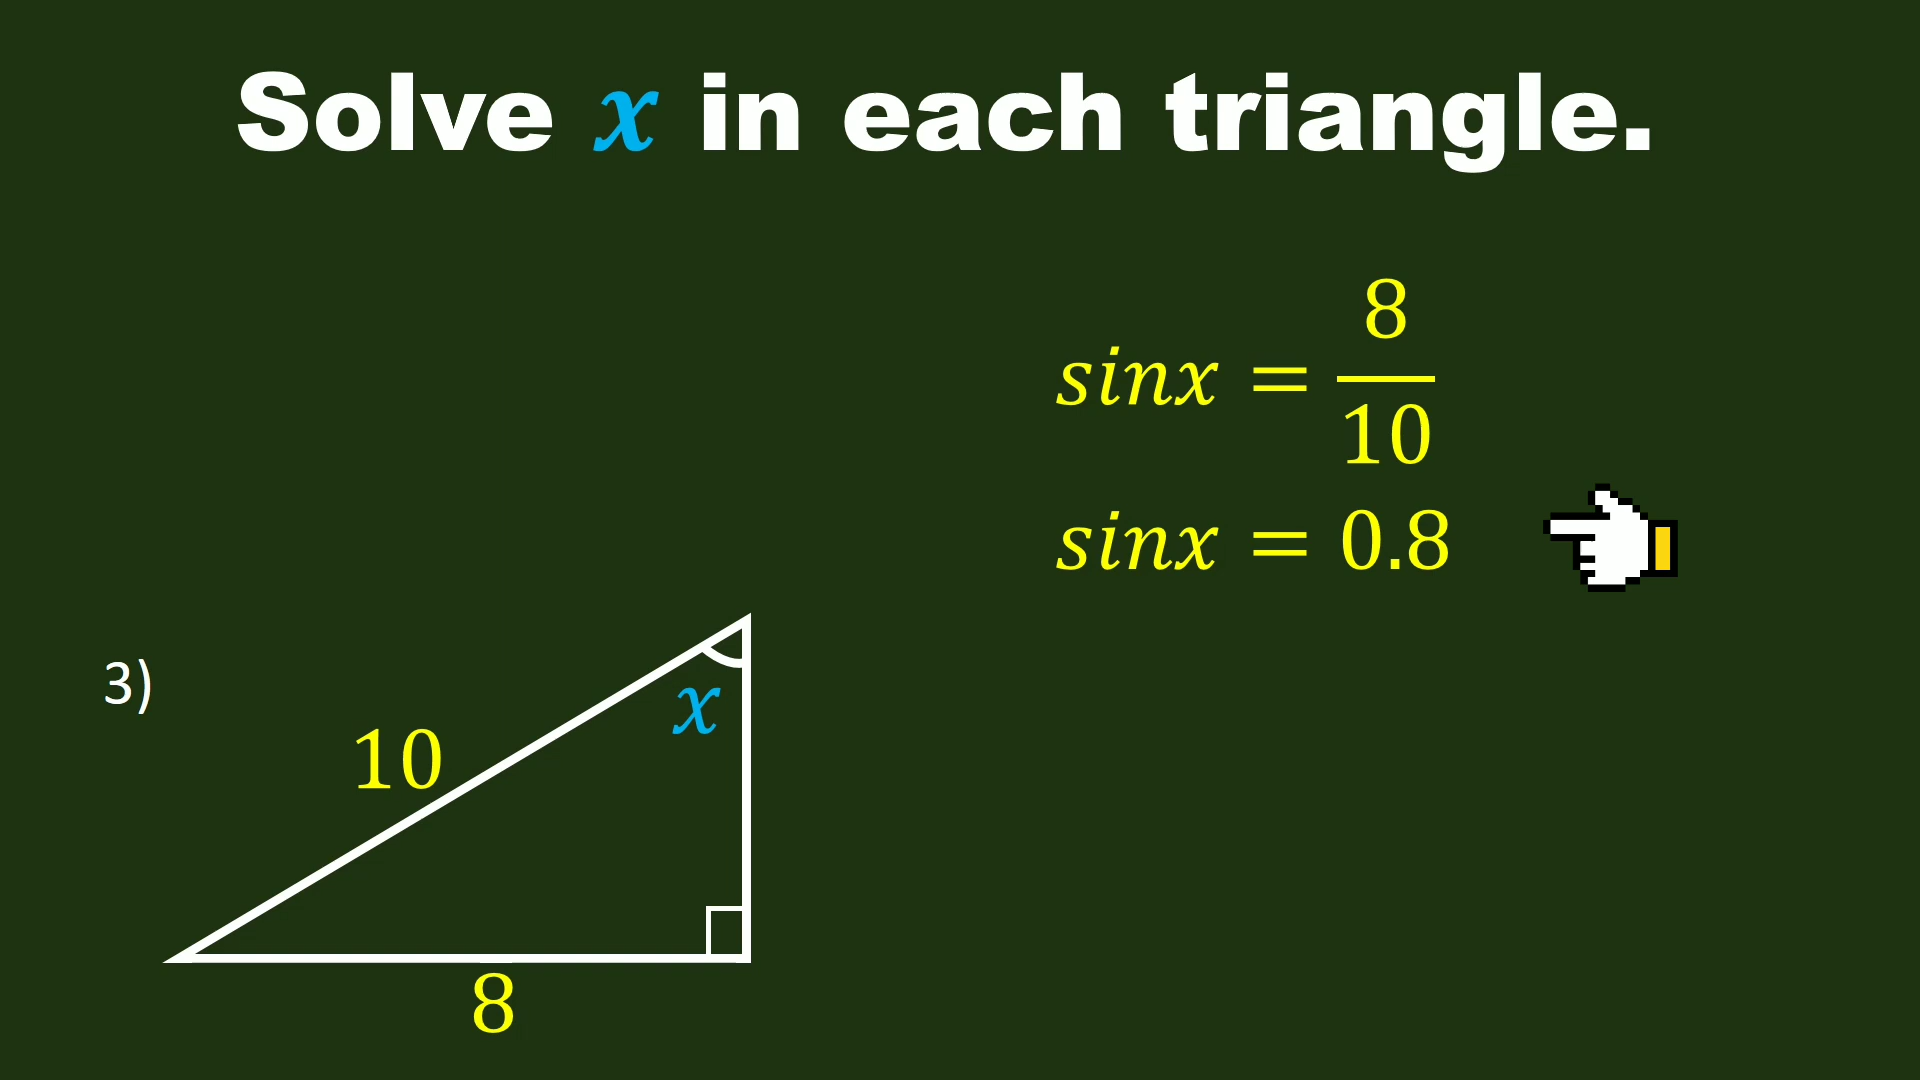 Solve x in each triangle.
sinx = 8/10
sinx = 0.8
3)
x
10
8